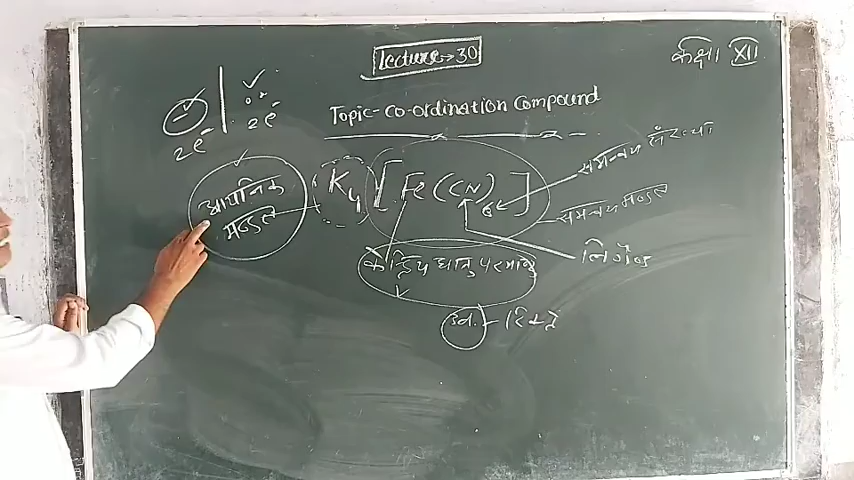 Lecture→30
कक्षा XII
Topic-co-ordination compound
2e⁻
2e⁻
समन्वय संख्या
आयनिक
मण्डल
K₄[Fe(CN)₆]
समन्वय मण्डल
लिगेंड
केन्द्रिय धातु परमाणु